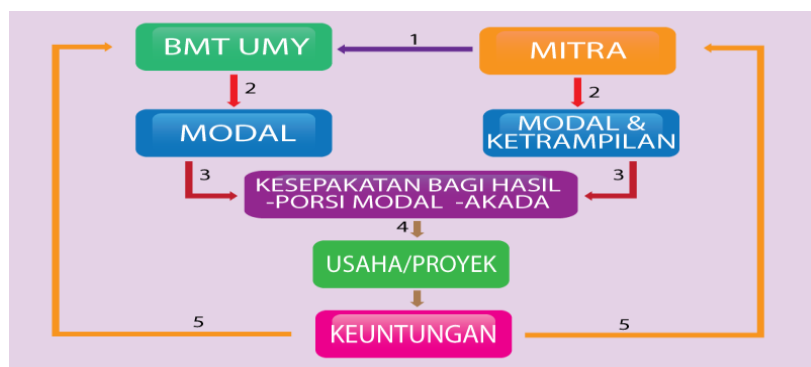 BMT UMY
1
MITRA
2
2
MODAL
MODAL &
KETRAMPILAN
3
3
KESEPAKATAN BAGI HASIL
-PORSI MODAL -AKADA
4
USAHA/PROYEK
5
KEUNTUNGAN
5